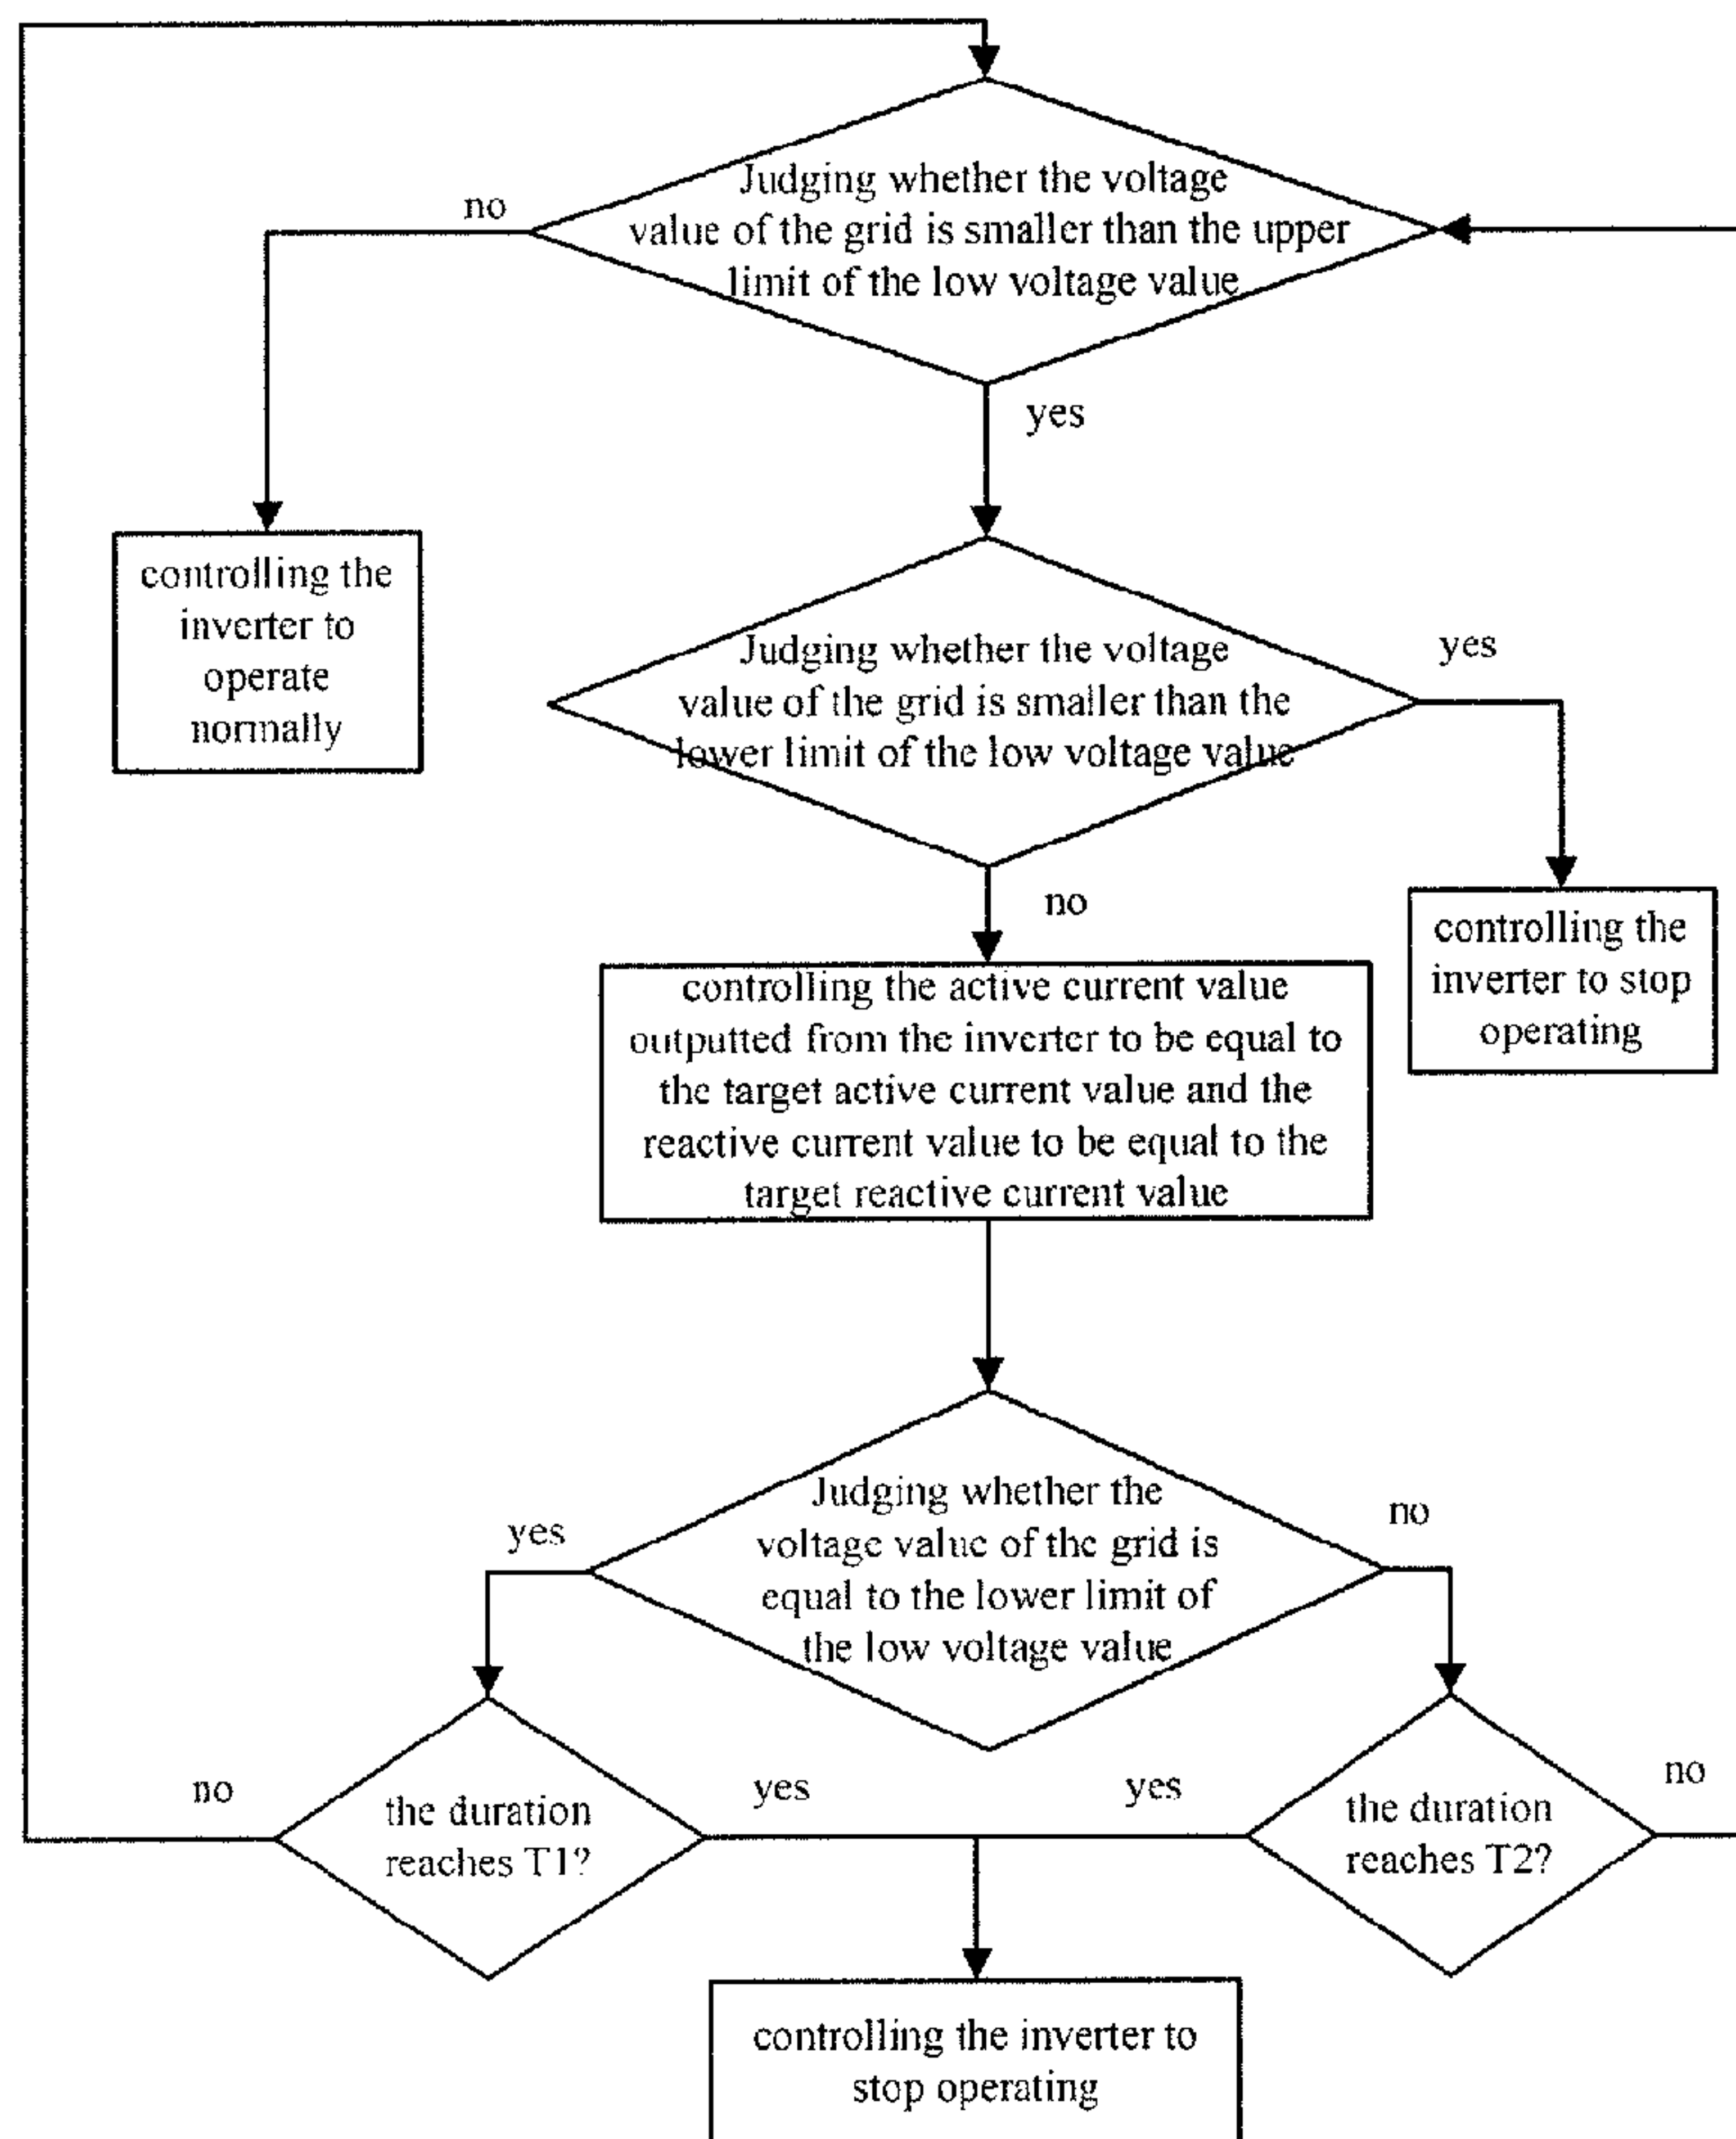 Judging whether the voltage
value of the grid is smaller than the upper
limit of the low voltage value
no
yes
controlling the
inverter to
operate
normally
Judging whether the voltage
value of the grid is smaller than the
lower limit of the low voltage value
yes
no
controlling the
inverter to stop
operating
controlling the active current value
outputted from the inverter to be equal to
the target active current value and the
reactive current value to be equal to the
target reactive current value
Judging whether the
voltage value of the grid is
equal to the lower limit of
the low voltage value
yes
no
no
the duration
reaches T1?
yes
yes
the duration
reaches T2?
no
controlling the inverter to
stop operating